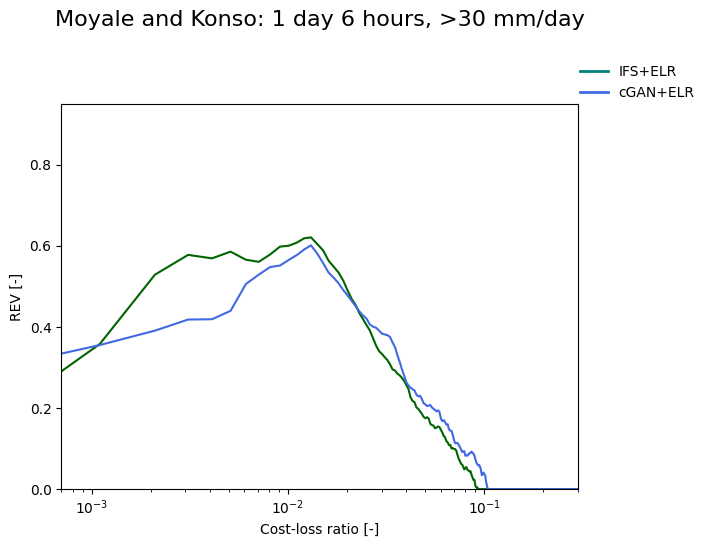 Moyale and Konso: 1 day 6 hours, >30 mm/day
IFS+ELR
cGAN+ELR
0.8
0.6
0.4
0.2
0.0
REV [-]
10⁻³
10⁻²
10⁻¹
Cost-loss ratio [-]